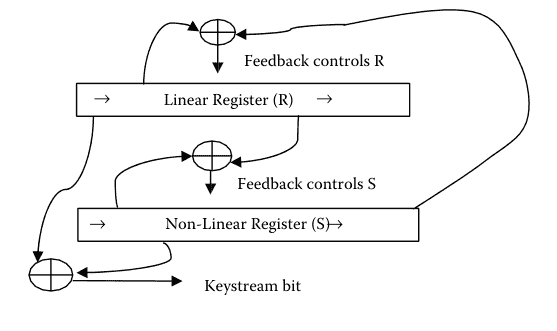 Feedback controls R
→ Linear Register (R) →
Feedback controls S
→ Non-Linear Register (S)→
Keystream bit